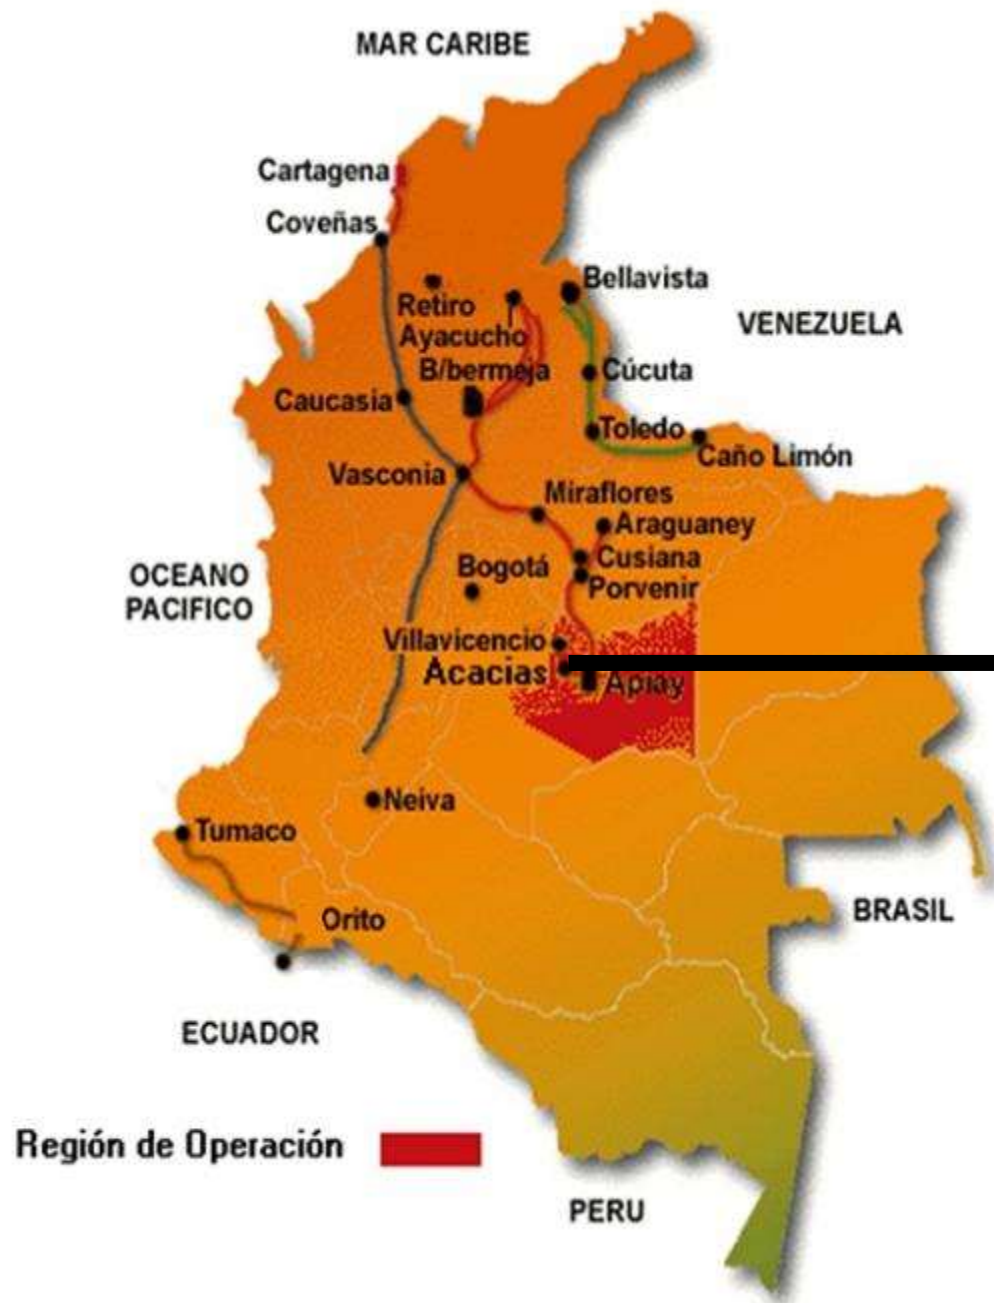 MAR CARIBE
Cartagena
Coveñas
Bellavista
Retiro
VENEZUELA
Ayacucho
B/bermeja
Cúcuta
Caucasia
Toledo
Caño Limón
Vasconia
Miraflores
Araguaney
Cusiana
Bogotá
Porvenir
OCEANO
PACIFICO
Villavicencio
Acacias
Apiay
Neiva
Tumaco
Orito
BRASIL
ECUADOR
Región de Operación
PERU